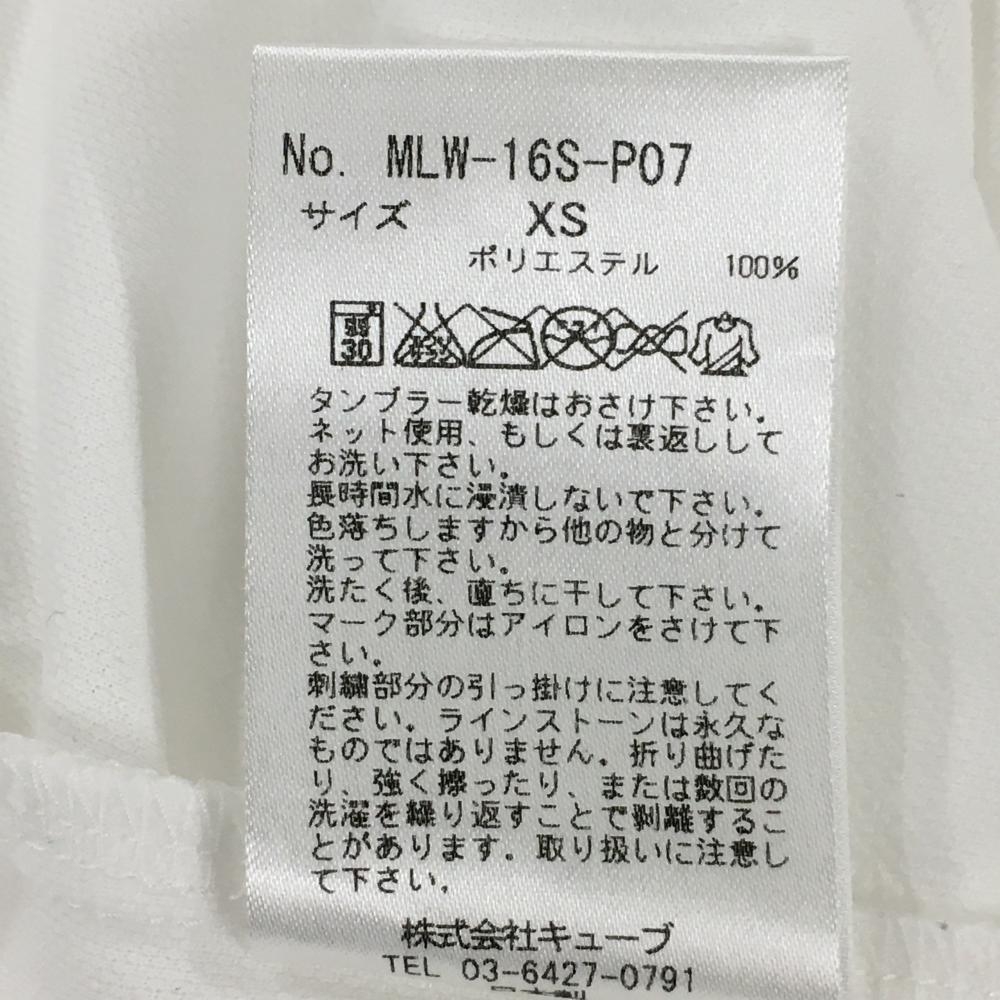 No. MLW-16S-P07
サイズ XS
ポリエステル 100%
弱 30
タンブラー乾燥はおさけ下さい。
ネット使用、もしくは裏返しして
お洗い下さい。
長時間水に浸漬しないで下さい。
色落ちしますから他の物と分けて
洗って下さい。
洗たく後、直ちに干して下さい。
マーク部分はアイロンをさけて下
さい。
刺繍部分の引っ掛けに注意してく
ださい。ラインストーンは永久な
ものではありません。折り曲げた
り、強く擦ったり、または数回の
洗濯を繰り返すことで剥離するこ
とがあります。取り扱いに注意し
て下さい。
株式会社キューブ
TEL 03-6427-0791